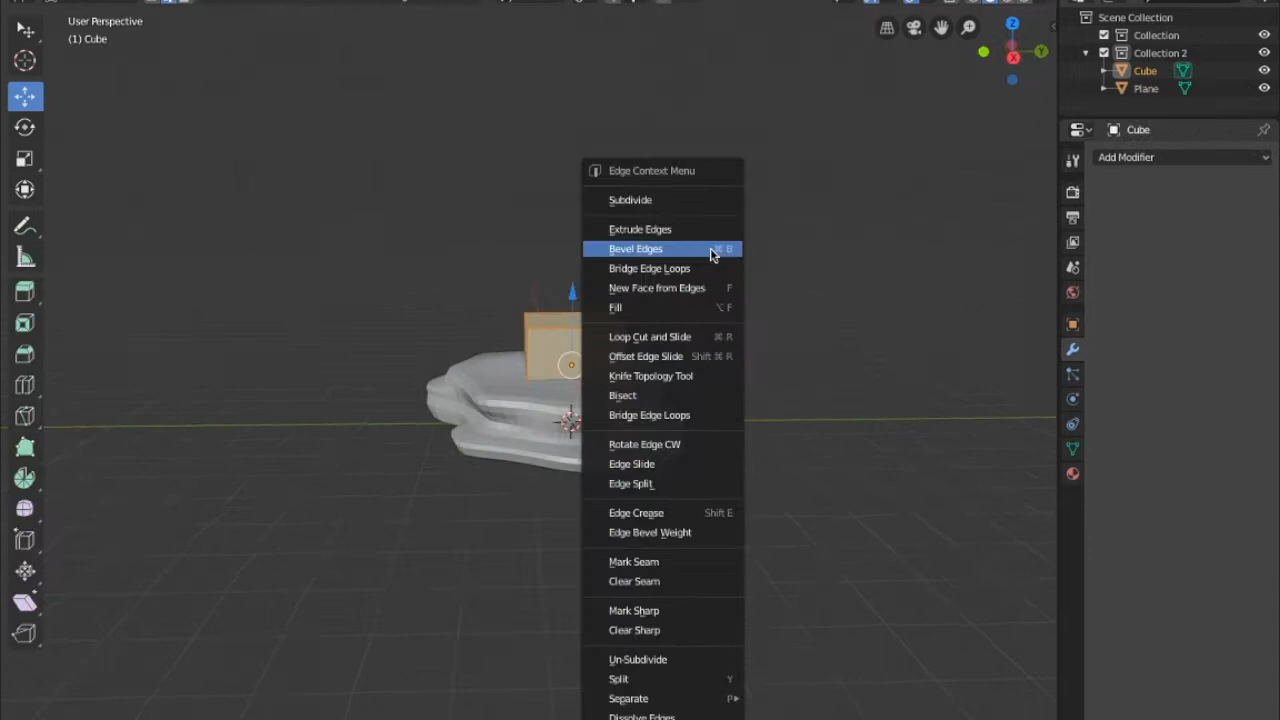 User Perspective
(1) Cube
Z
Y
X
Scene Collection
Collection
Collection 2
Cube
Plane
Cube
Add Modifier
Edge Context Menu
Subdivide
Extrude Edges
Bevel Edges ⌘ B
Bridge Edge Loops
New Face from Edges F
Fill ⌥ F
Loop Cut and Slide ⌘ R
Offset Edge Slide Shift ⌘ R
Knife Topology Tool
Bisect
Bridge Edge Loops
Rotate Edge CW
Edge Slide
Edge Split
Edge Crease Shift E
Edge Bevel Weight
Mark Seam
Clear Seam
Mark Sharp
Clear Sharp
Un-Subdivide
Split Y
Separate P
Dissolve Edges